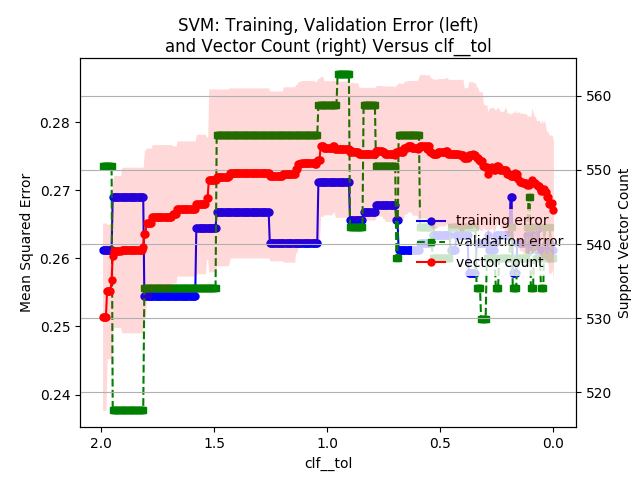 SVM: Training, Validation Error (left)
and Vector Count (right) Versus clf__tol
Mean Squared Error
0.28
0.27
0.26
0.25
0.24
560
550
540
530
520
Support Vector Count
training error
validation error
vector count
2.0 1.5 1.0 0.5 0.0
clf__tol